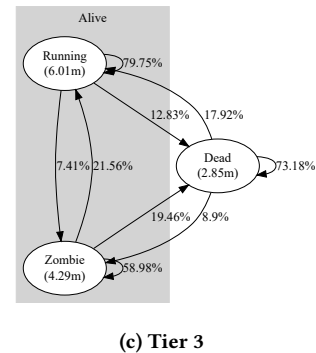 Alive
Running
(6.01m)
79.75%
12.83%
17.92%
Dead
(2.85m)
73.18%
7.41%
21.56%
19.46%
8.9%
Zombie
(4.29m)
58.98%
(c) Tier 3